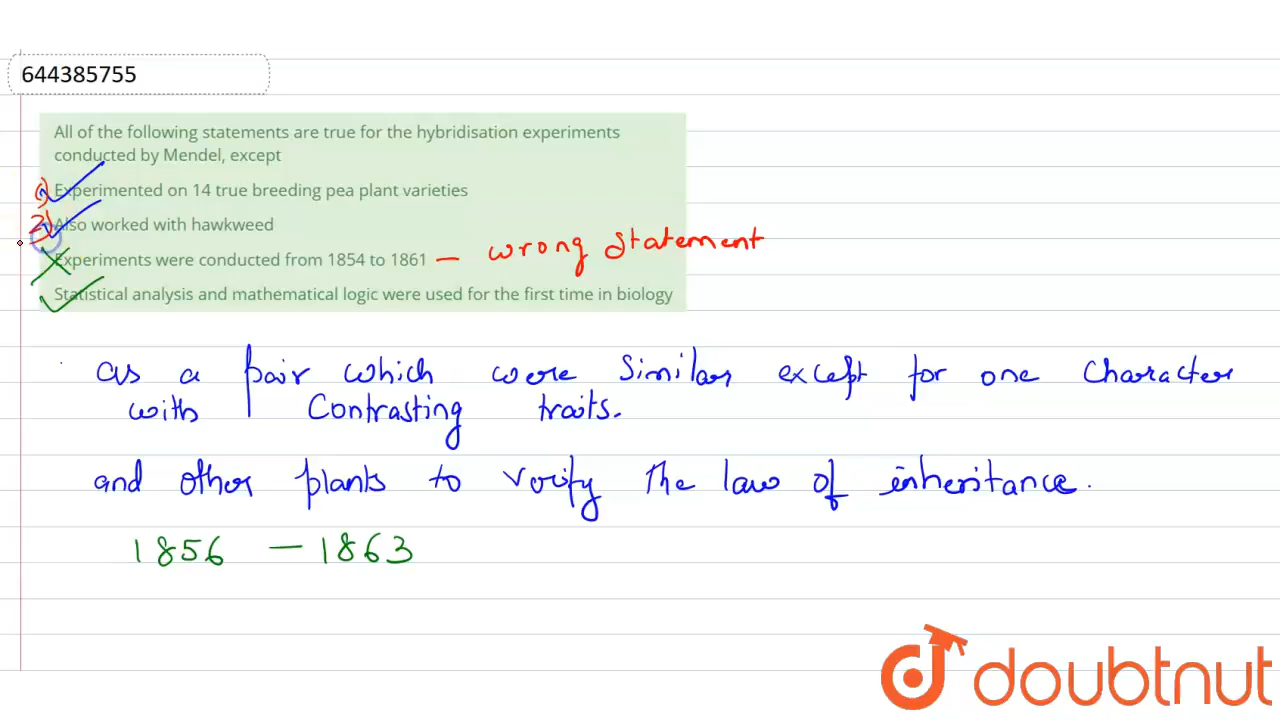 644385755
All of the following statements are true for the hybridisation experiments
conducted by Mendel, except
1) Experimented on 14 true breeding pea plant varieties
2) Also worked with hawkweed
Experiments were conducted from 1854 to 1861 — wrong statement
Statistical analysis and mathematical logic were used for the first time in biology
as a pair which were similar except for one character
with contrasting traits.
and other plants to verify the law of inheritance.
1856 — 1863
doubtnut